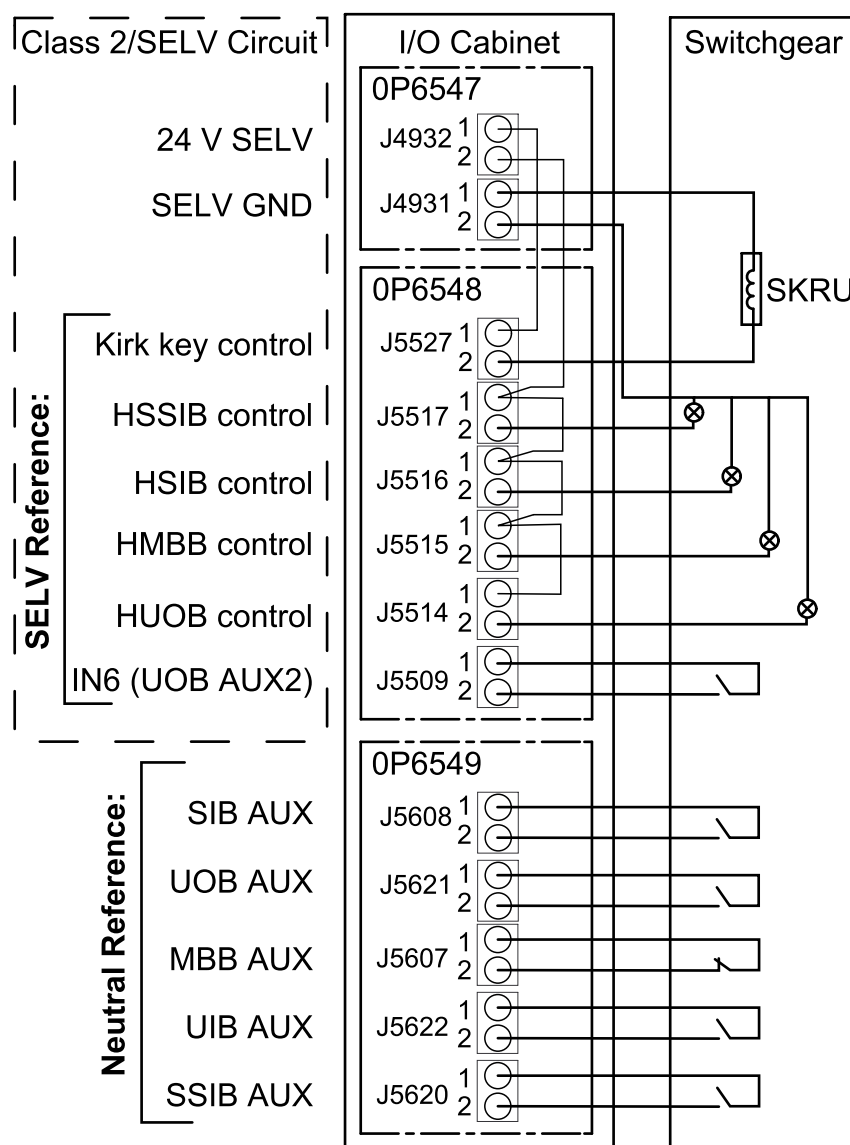 Class 2/SELV Circuit
I/O Cabinet
Switchgear
0P6547
24 V SELV
J4932
1
2
SELV GND
J4931
1
2
0P6548
SKRU
SELV Reference:
Kirk key control
J5527
1
2
HSSIB control
J5517
1
2
HSIB control
J5516
1
2
HMBB control
J5515
1
2
HUOB control
J5514
1
2
IN6 (UOB AUX2)
J5509
1
2
0P6549
Neutral Reference:
SIB AUX
J5608
1
2
UOB AUX
J5621
1
2
MBB AUX
J5607
1
2
UIB AUX
J5622
1
2
SSIB AUX
J5620
1
2